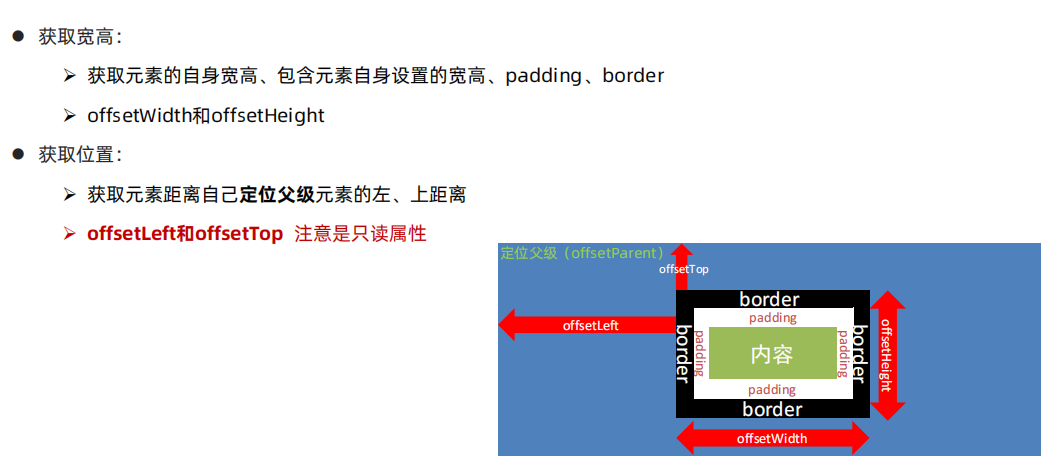 ● 获取宽高：
➢ 获取元素的自身宽高、包含元素自身设置的宽高、padding、border
➢ offsetWidth和offsetHeight
● 获取位置：
➢ 获取元素距离自己定位父级元素的左、上距离
➢ offsetLeft和offsetTop 注意是只读属性
定位父级（offsetParent）
offsetTop
border
padding
offsetLeft
border
padding
内容
padding
border
offsetHeight
padding
border
offsetWidth